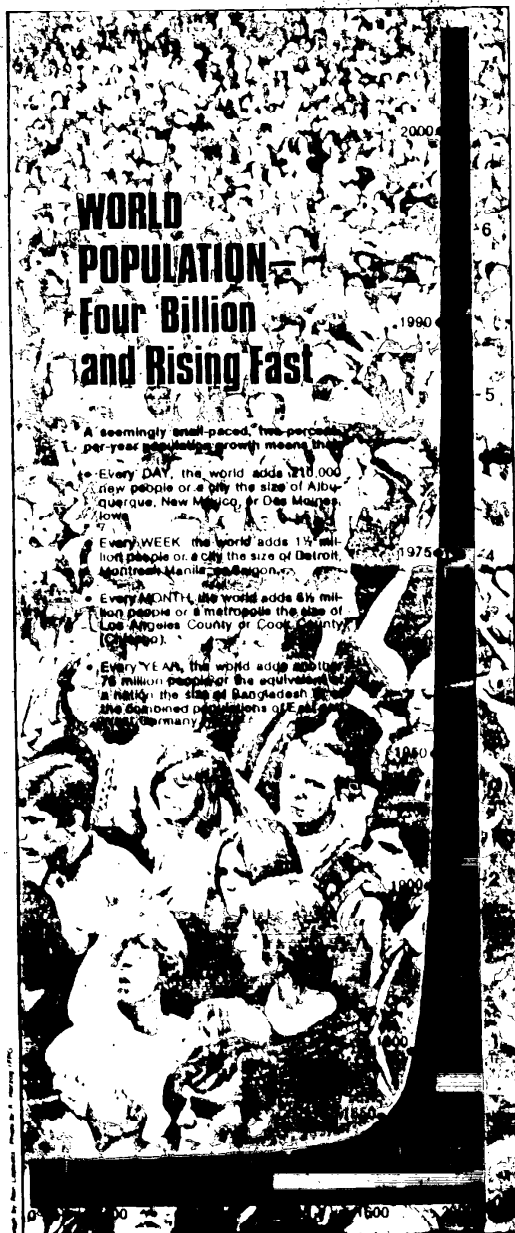 WORLD
POPULATION—
Four Billion
and Rising Fast
A seemingly small-paced, two-percent-
per-year population growth means that:
• Every DAY, the world adds 210,000
new people or a city the size of Albu-
querque, New Mexico, or Des Moines,
Iowa.
• Every WEEK the world adds 1½ mil-
lion people or a city the size of Detroit,
Montreal, Manila, or Saigon.
• Every MONTH, the world adds 6½ mil-
lion people or a metropolis the size of
Los Angeles County or Cook County
(Chicago).
• Every YEAR, the world adds another
76 million people or the equivalent of
a nation the size of Bangladesh or
the combined populations of East and
West Germany.
7
2000
6
1990
5
1975
4
1950
2
1900
1
1650
0
1600